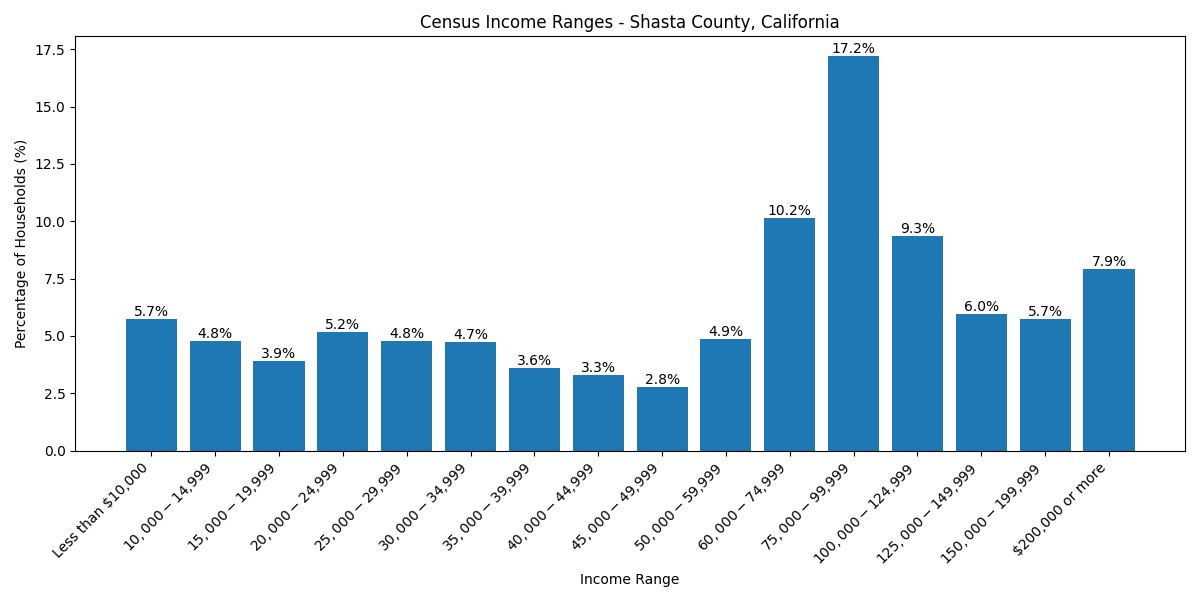 Census Income Ranges - Shasta County, California
Percentage of Households (%)
17.5
15.0
12.5
10.0
7.5
5.0
2.5
0.0
5.7%
4.8%
3.9%
5.2%
4.8%
4.7%
3.6%
3.3%
2.8%
4.9%
10.2%
17.2%
9.3%
6.0%
5.7%
7.9%
Less than $10,000
10,000 − 14,999
15,000 − 19,999
20,000 − 24,999
25,000 − 29,999
30,000 − 34,999
35,000 − 39,999
40,000 − 44,999
45,000 − 49,999
50,000 − 59,999
60,000 − 74,999
75,000 − 99,999
100,000 − 124,999
125,000 − 149,999
150,000 − 199,999
$200,000 or more
Income Range